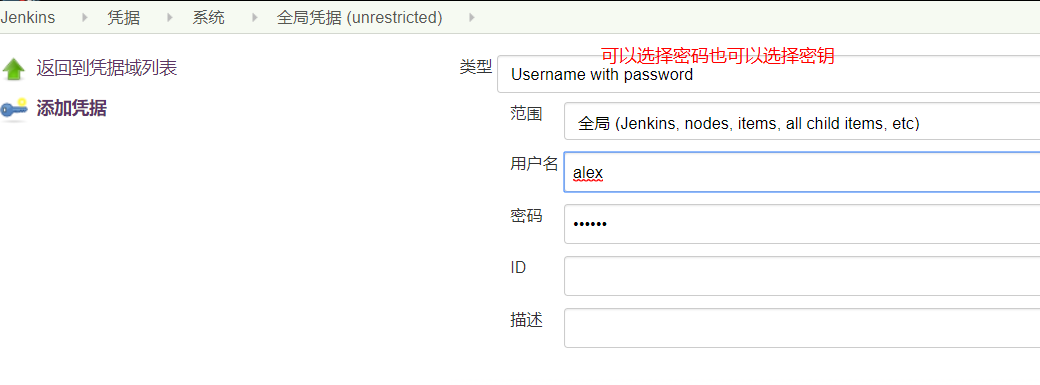 Jenkins 凭据 系统 全局凭据 (unrestricted)
返回到凭据域列表
添加凭据
可以选择密码也可以选择密钥
类型 Username with password
范围 全局 (Jenkins, nodes, items, all child items, etc)
用户名 alex
密码 ••••••
ID
描述